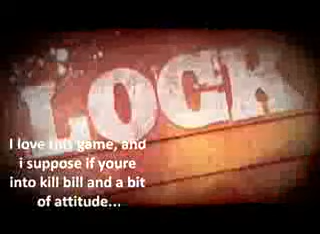 LOCK
I love this game, and
i suppose if youre
into kill bill and a bit
of attitude...